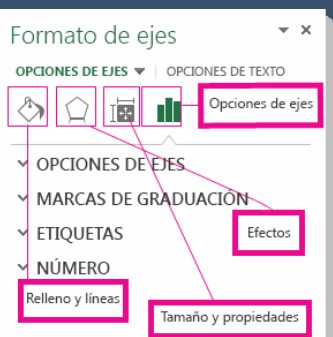 Formato de ejes
OPCIONES DE EJES
OPCIONES DE TEXTO
Opciones de ejes
OPCIONES DE EJES
MARCAS DE GRADUACIÓN
ETIQUETAS
Efectos
NÚMERO
Relleno y líneas
Tamaño y propiedades